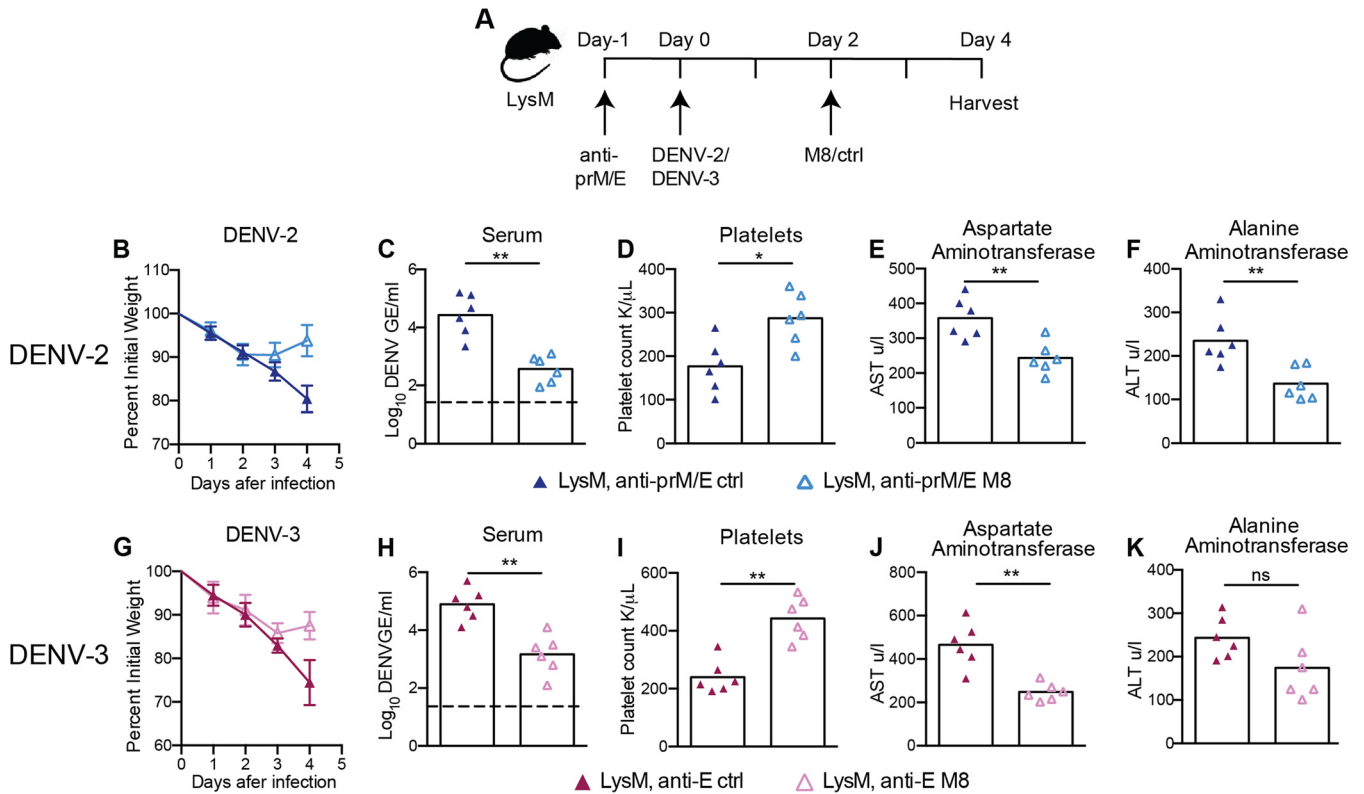 A
Day-1 Day 0 Day 2 Day 4
LysM
Harvest
anti-
prM/E
DENV-2/
DENV-3
M8/ctrl
DENV-2
B
DENV-2
Percent Initial Weight
110
100
90
80
70
0 1 2 3 4 5
Days afer infection
C
Serum
**
Log10 DENV GE/ml
6
4
2
0
D
Platelets
*
Platelet count K/µL
400
300
200
100
0
E
Aspartate
Aminotransferase
**
AST u/l
500
400
300
200
100
0
F
Alanine
Aminotransferase
**
ALT u/l
400
300
200
100
0
LysM, anti-prM/E ctrl
LysM, anti-prM/E M8
DENV-3
G
DENV-3
Percent Initial Weight
100
90
80
70
60
0 1 2 3 4 5
Days afer infection
H
Serum
**
Log10 DENVGE/ml
6
4
2
0
I
Platelets
**
Platelet count K/µL
600
400
200
0
J
Aspartate
Aminotransferase
**
AST u/l
800
600
400
200
0
K
Alanine
Aminotransferase
ns
ALT u/l
400
300
200
100
0
LysM, anti-E ctrl
LysM, anti-E M8